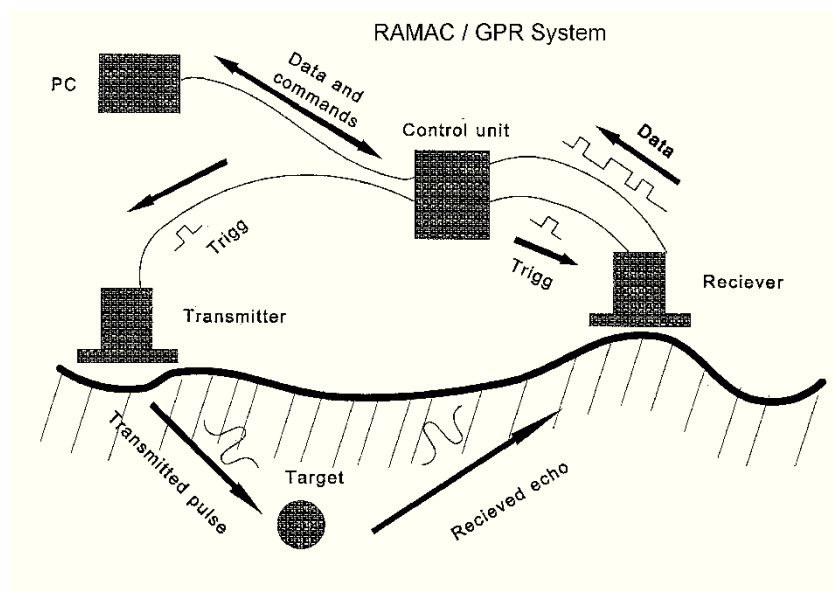 RAMAC / GPR System
PC
Data and
commands
Control unit
Data
Trigg
Trigg
Reciever
Transmitter
Transmitted pulse
Target
Recieved echo